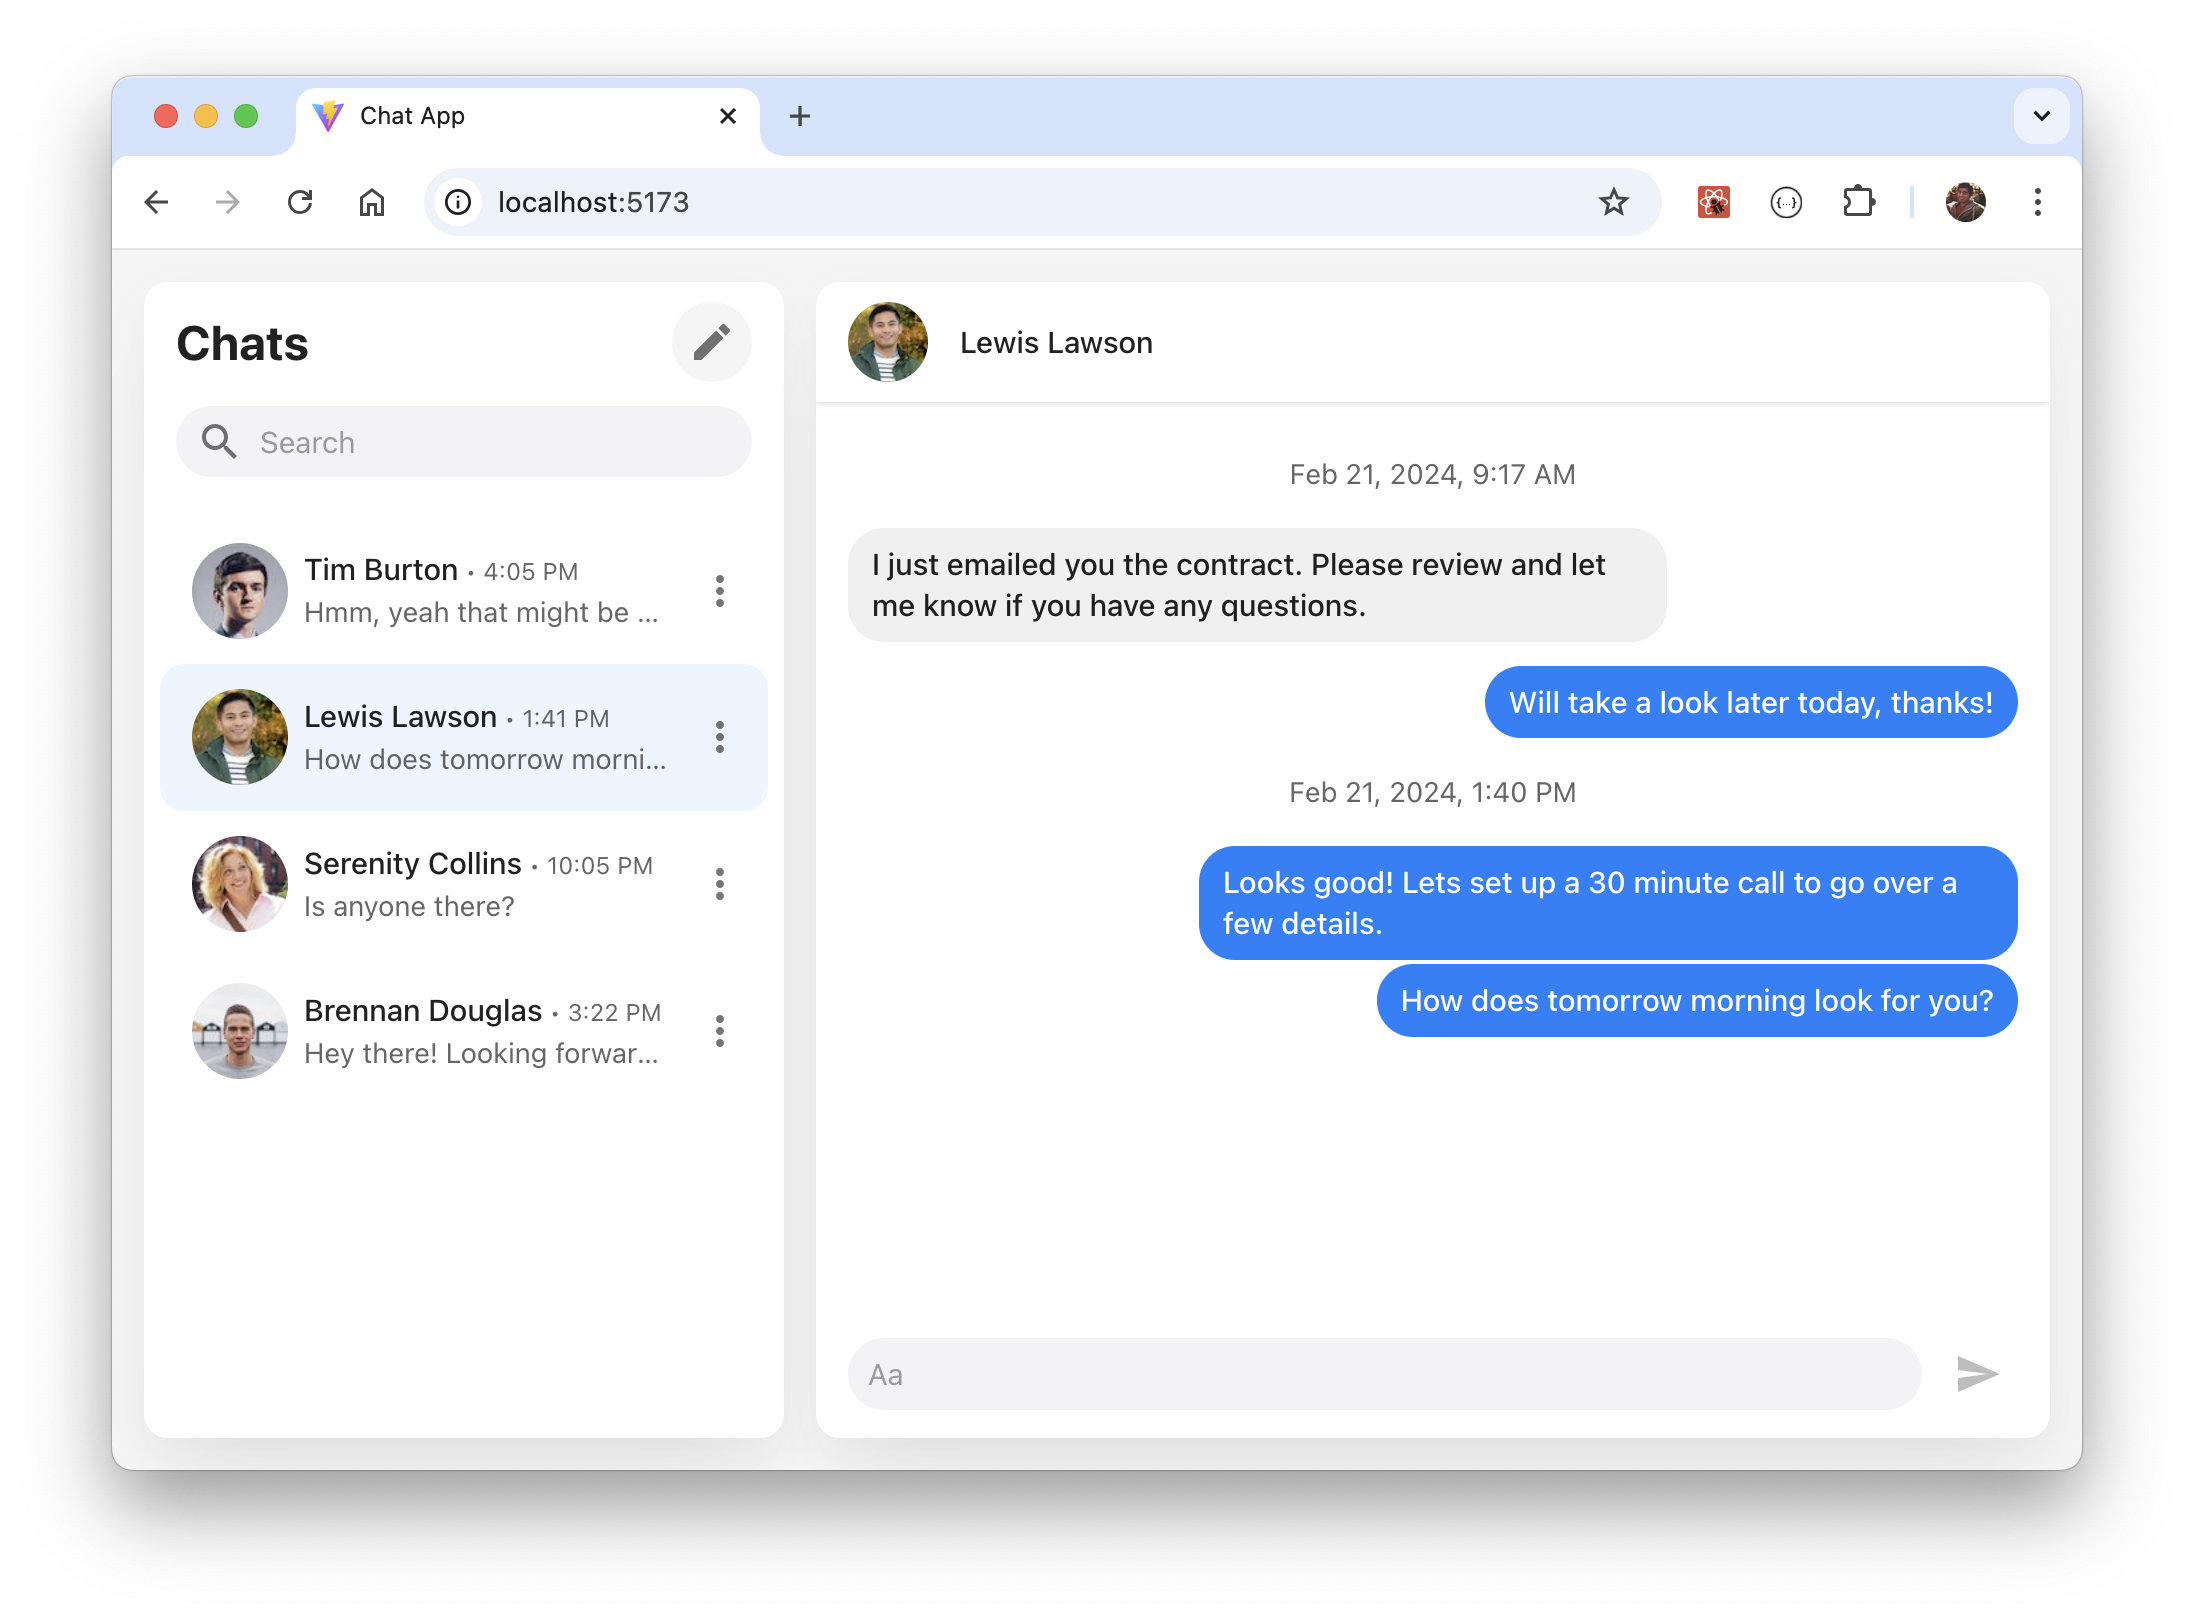 Chat App
localhost:5173
Chats
Search
Tim Burton • 4:05 PM
Hmm, yeah that might be ...
Lewis Lawson • 1:41 PM
How does tomorrow morni...
Serenity Collins • 10:05 PM
Is anyone there?
Brennan Douglas • 3:22 PM
Hey there! Looking forwar...
Lewis Lawson
Feb 21, 2024, 9:17 AM
I just emailed you the contract. Please review and let
me know if you have any questions.
Will take a look later today, thanks!
Feb 21, 2024, 1:40 PM
Looks good! Lets set up a 30 minute call to go over a
few details.
How does tomorrow morning look for you?
Aa